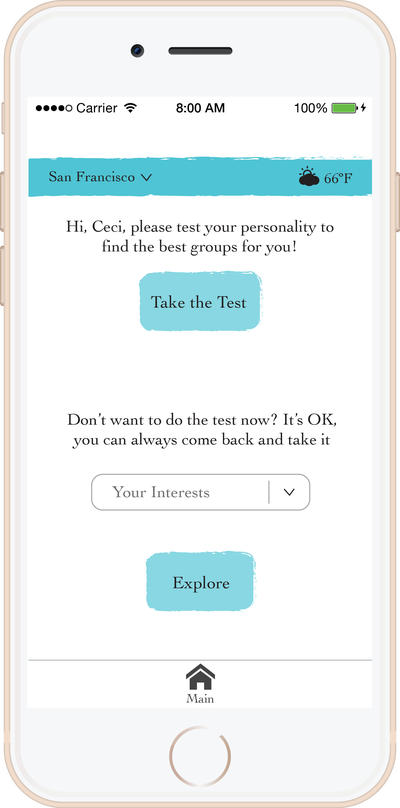 Carrier 8:00 AM 100%
San Francisco 66°F
Hi, Ceci, please test your personality to
find the best groups for you!
Take the Test
Don't want to do the test now? It's OK,
you can always come back and take it
Your Interests
Explore
Main